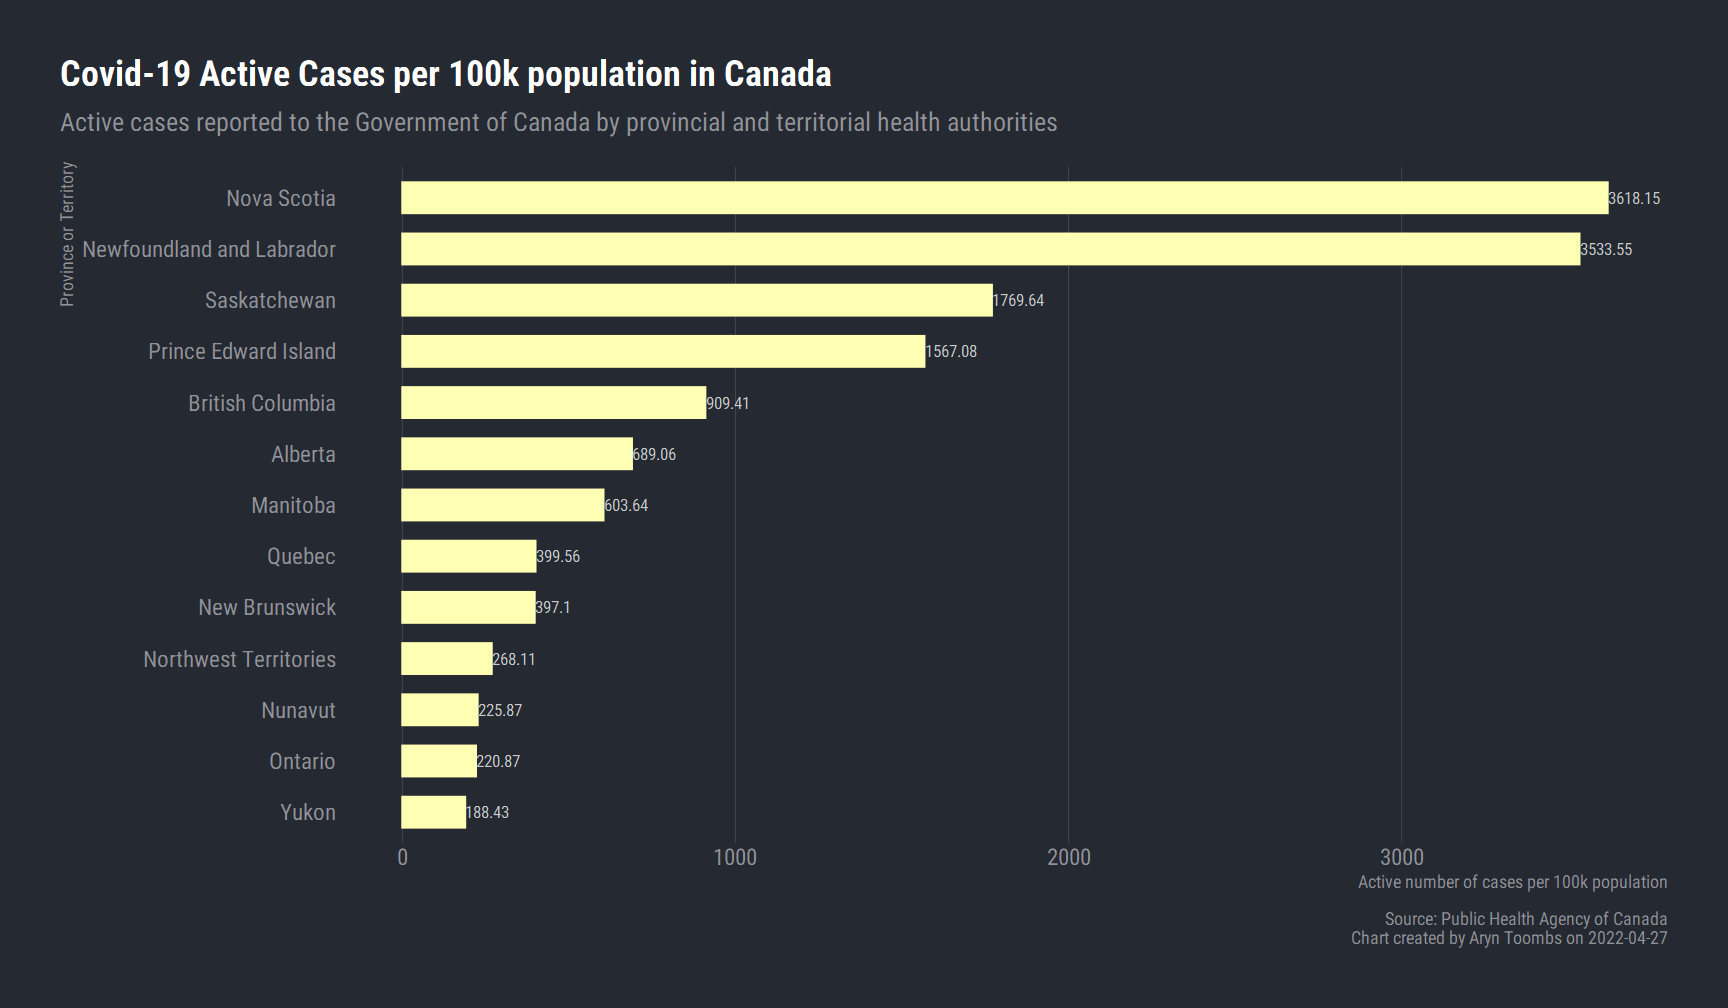 Covid-19 Active Cases per 100k population in Canada
Active cases reported to the Government of Canada by provincial and territorial health authorities
Province or Territory
Nova Scotia 3618.15
Newfoundland and Labrador 3533.55
Saskatchewan 1769.64
Prince Edward Island 1567.08
British Columbia 909.41
Alberta 689.06
Manitoba 603.64
Quebec 399.56
New Brunswick 397.1
Northwest Territories 268.11
Nunavut 225.87
Ontario 220.87
Yukon 188.43
0 1000 2000 3000
Active number of cases per 100k population
Source: Public Health Agency of Canada
Chart created by Aryn Toombs on 2022-04-27